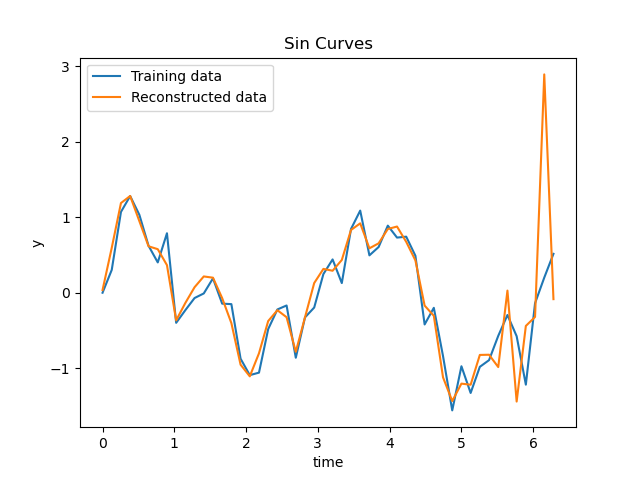 Sin Curves
Training data
Reconstructed data
3
2
1
0
−1
y
0 1 2 3 4 5 6
time